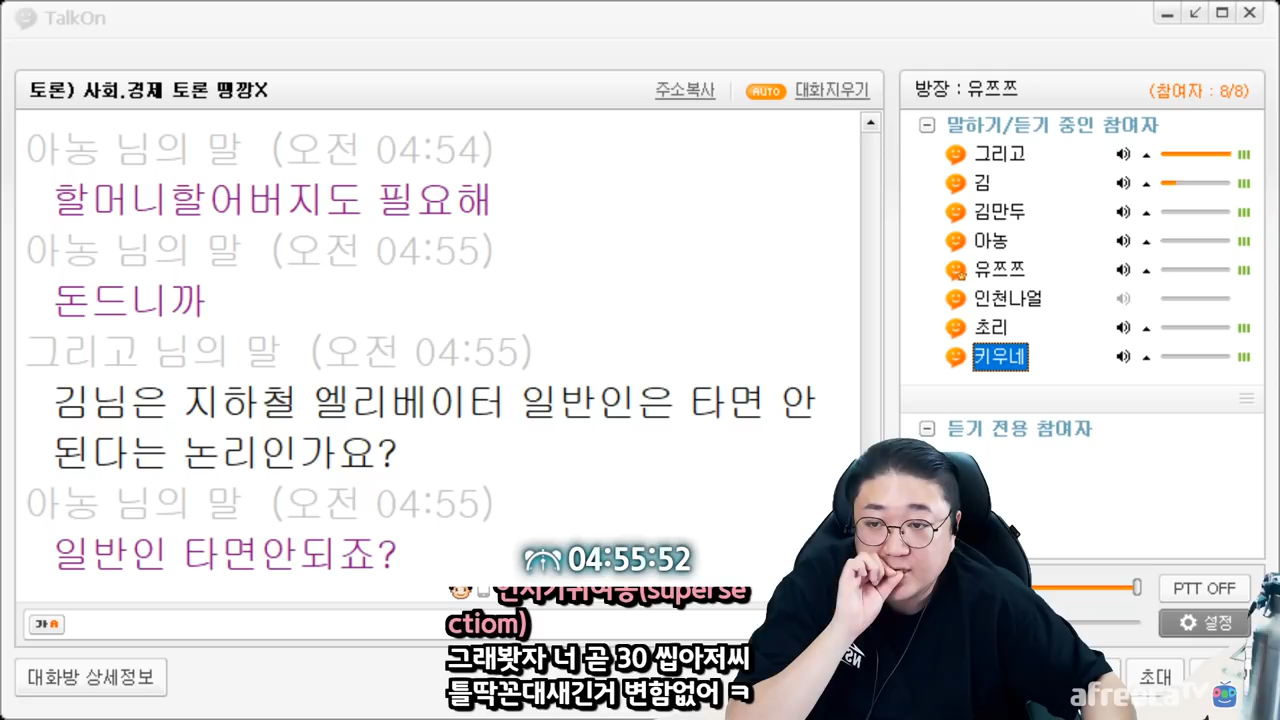 TalkOn
토론) 사회.경제 토론 땡깡X
주소복사
AUTO
대화지우기
아농 님의 말 (오전 04:54)
할머니할어버지도 필요해
아농 님의 말 (오전 04:55)
돈드니까
그리고 님의 말 (오전 04:55)
김님은 지하철 엘리베이터 일반인은 타면 안
된다는 논리인가요?
아농 님의 말 (오전 04:55)
일반인 타면안되죠?
가A
대화방 상세정보
방장 : 유쯔쯔
(참여자 : 8/8)
말하기/듣기 중인 참여자
그리고
김
김만두
아농
유쯔쯔
인천나얼
초리
키우네
듣기 전용 참여자
PTT OFF
설정
초대
04:55:52
(superse
ctiom)
그래봤자 너 곧 30 씹아저씨
틀딱꼰대새긴거 변함없어 ㅋ
afreecaTV